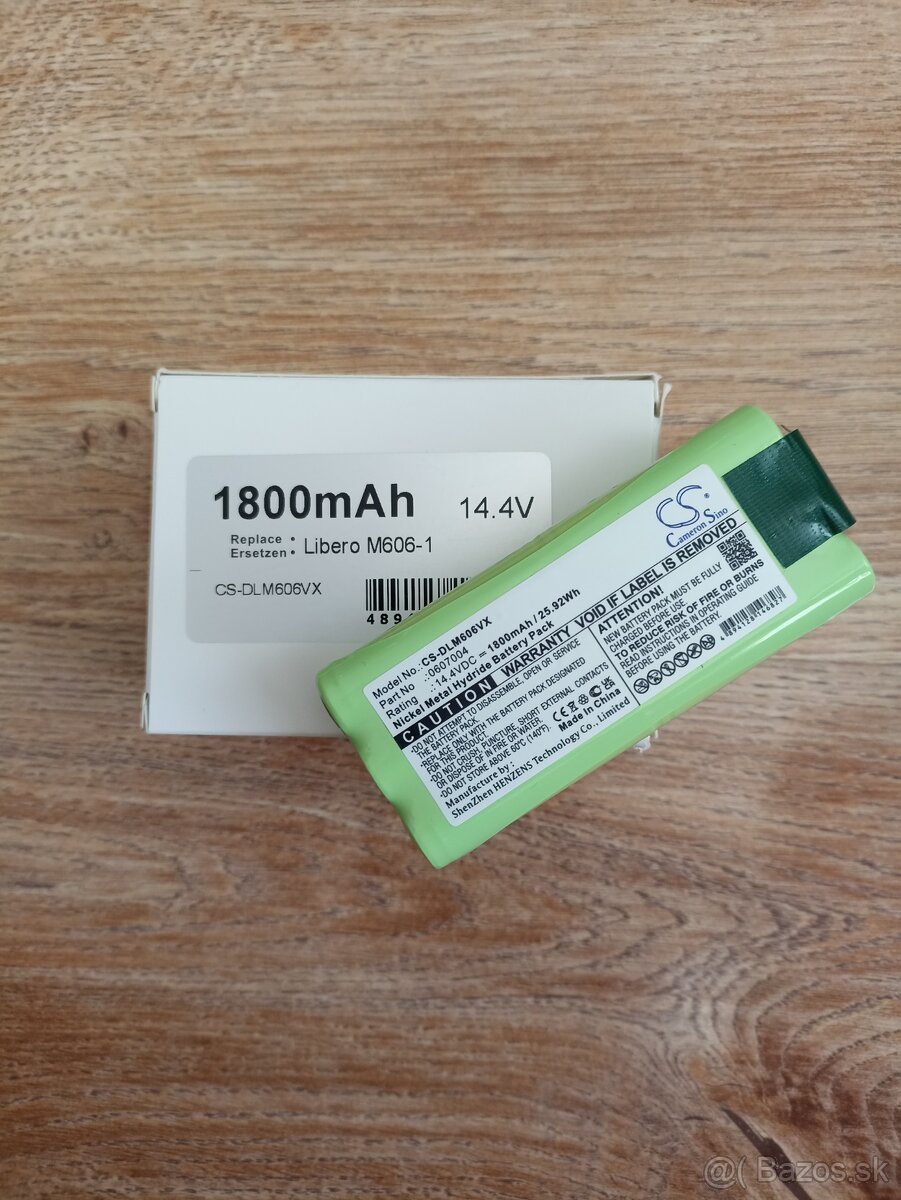 1800mAh 14.4V
Replace :
Ersetzen : Libero M606-1
CS-DLM606VX
CS®
Cameron Sino
Model No.:CS-DLM606VX
Part No .:0607004
Rating .:14.4VDC ⎓ 1800mAh / 25.92Wh
Nickel Metal Hydride Battery Pack
CAUTION WARRANTY VOID IF LABEL IS REMOVED
•DO NOT ATTEMPT TO DISASSEMBLE, OPEN OR SHORT
THE BATTERY PACK.
•REPLACE ONLY WITH THE BATTERY PACK DESIGNATED
FOR THIS PRODUCT.
•DO NOT CRUSH, PUNCTURE, SHORT EXTERNAL CONTACTS
OR DISPOSE OF IN FIRE OR WATER.
•DO NOT STORE ABOVE 60°C (140°F).
Manufacture by :
ShenZhen HENZENS Technology Co., Limited
ATTENTION!
NEW BATTERY PACK MUST BE FULLY
CHARGED BEFORE USE
TO REDUCE RISK OF FIRE OR BURNS
READ OPERATING INSTRUCTIONS
BEFORE USING THE BATTERY.
CE
Made in China
@( Bazos.sk